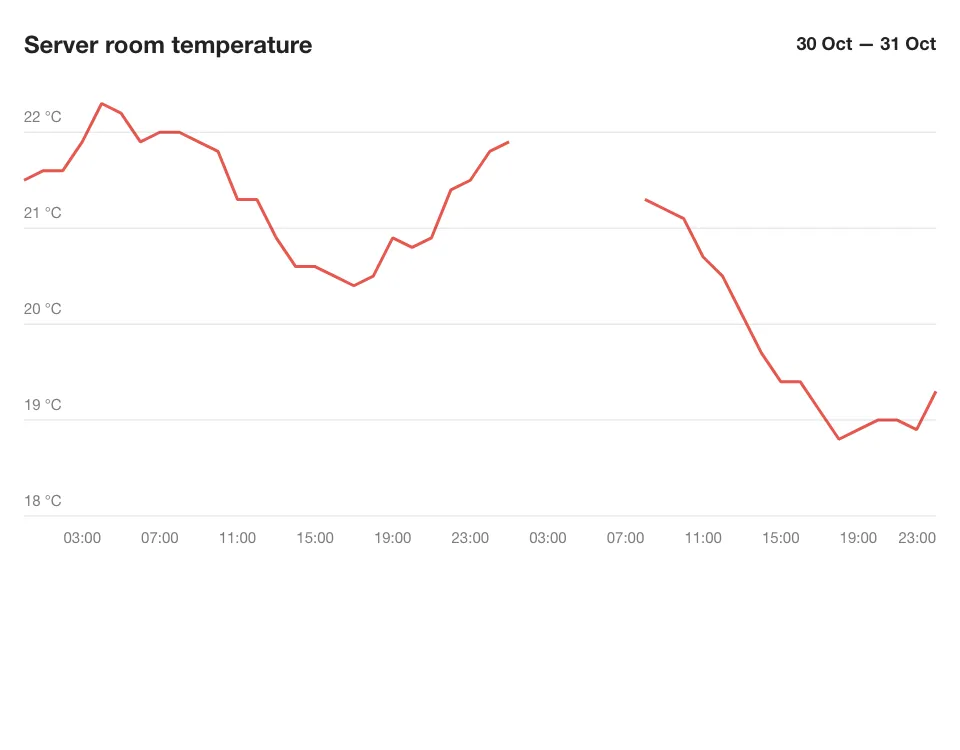 Server room temperature
30 Oct — 31 Oct
22 °C
21 °C
20 °C
19 °C
18 °C
03:00 07:00 11:00 15:00 19:00 23:00 03:00 07:00 11:00 15:00 19:00 23:00